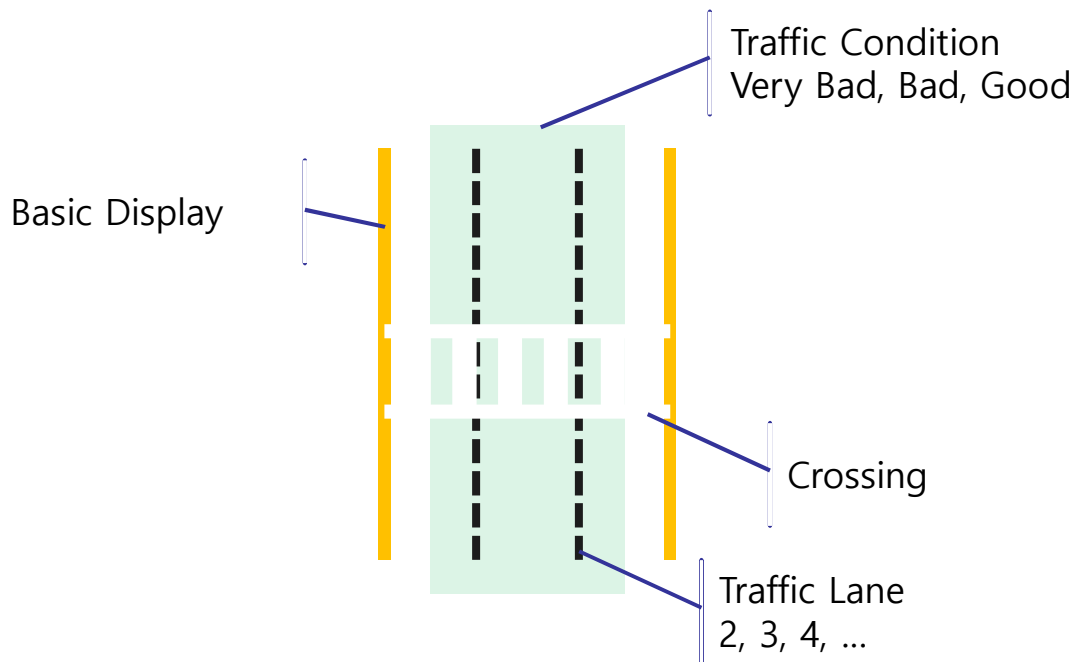 Traffic Condition
Very Bad, Bad, Good
Basic Display
Crossing
Traffic Lane
2, 3, 4, ...